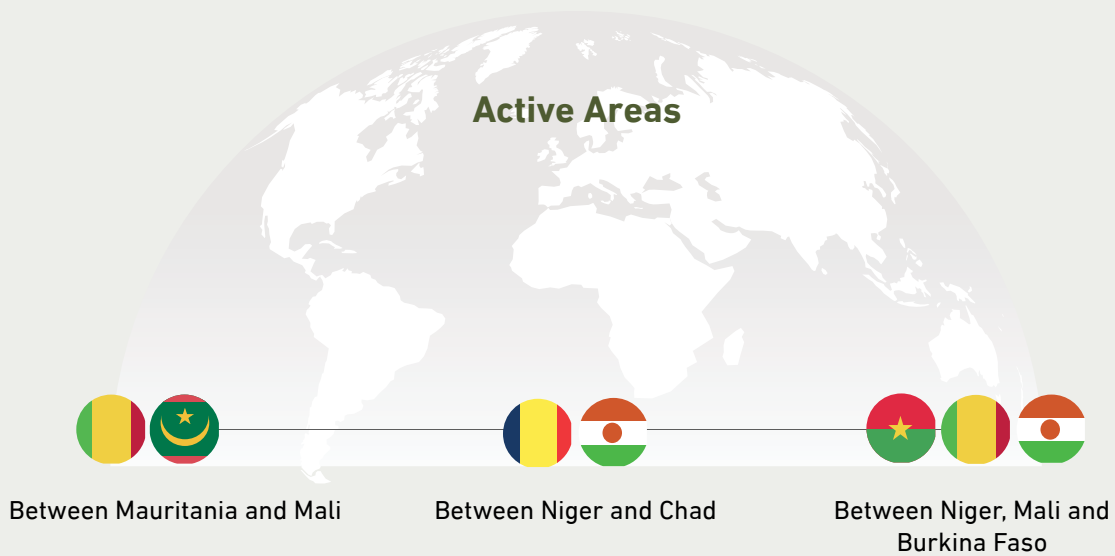 Active Areas
Between Mauritania and Mali
Between Niger and Chad
Between Niger, Mali and
Burkina Faso